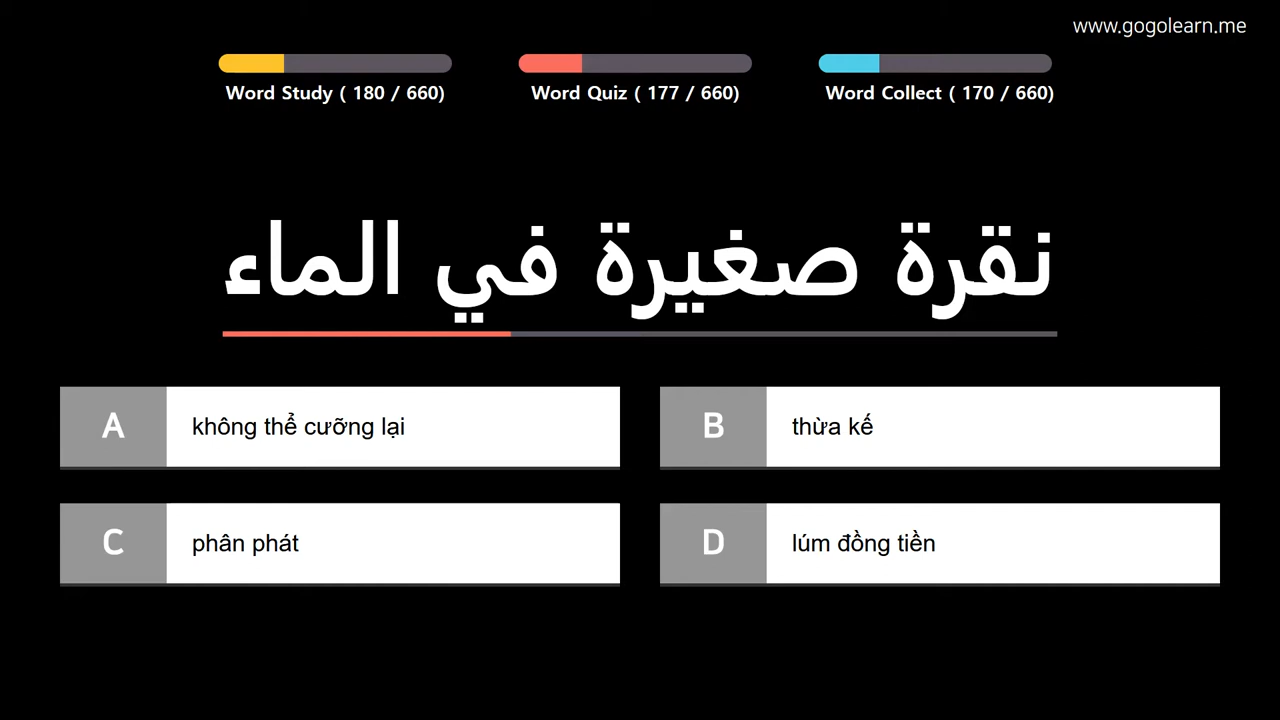 www.gogolearn.me
Word Study ( 180 / 660)
Word Quiz ( 177 / 660)
Word Collect ( 170 / 660)
نقرة صغيرة في الماء
A
không thể cưỡng lại
B
thừa kế
C
phân phát
D
lúm đồng tiền